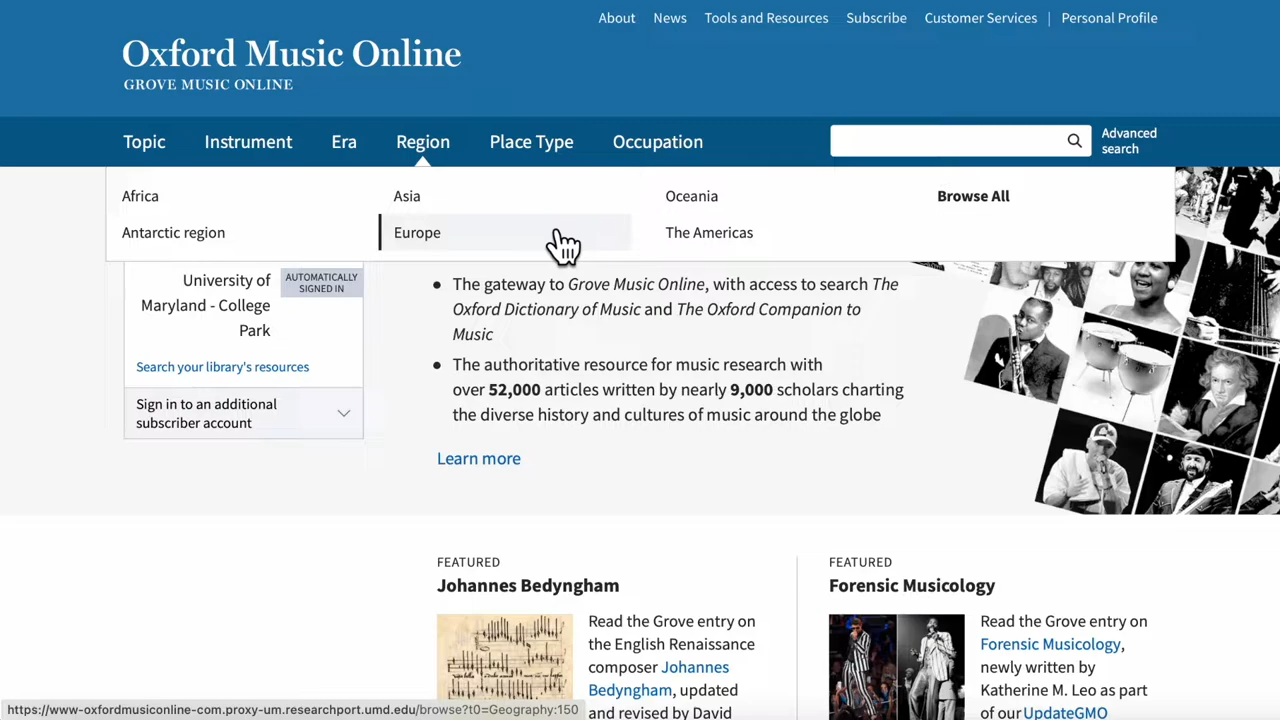 About News Tools and Resources Subscribe Customer Services | Personal Profile
Oxford Music Online
GROVE MUSIC ONLINE
Topic Instrument Era Region Place Type Occupation
Advanced
search
Africa Asia Oceania Browse All
Antarctic region Europe The Americas
University of
Maryland - College
Park
AUTOMATICALLY
SIGNED IN
Search your library's resources
Sign in to an additional
subscriber account
• The gateway to Grove Music Online, with access to search The
Oxford Dictionary of Music and The Oxford Companion to
Music
• The authoritative resource for music research with
over 52,000 articles written by nearly 9,000 scholars charting
the diverse history and cultures of music around the globe
Learn more
FEATURED
Johannes Bedyngham
Read the Grove entry on
the English Renaissance
composer Johannes
Bedyngham, updated
and revised by David
FEATURED
Forensic Musicology
Read the Grove entry on
Forensic Musicology,
newly written by
Katherine M. Leo as part
of our UpdateGMO
https://www-oxfordmusiconline-com.proxy-um.researchport.umd.edu/browse?t0=Geography:150